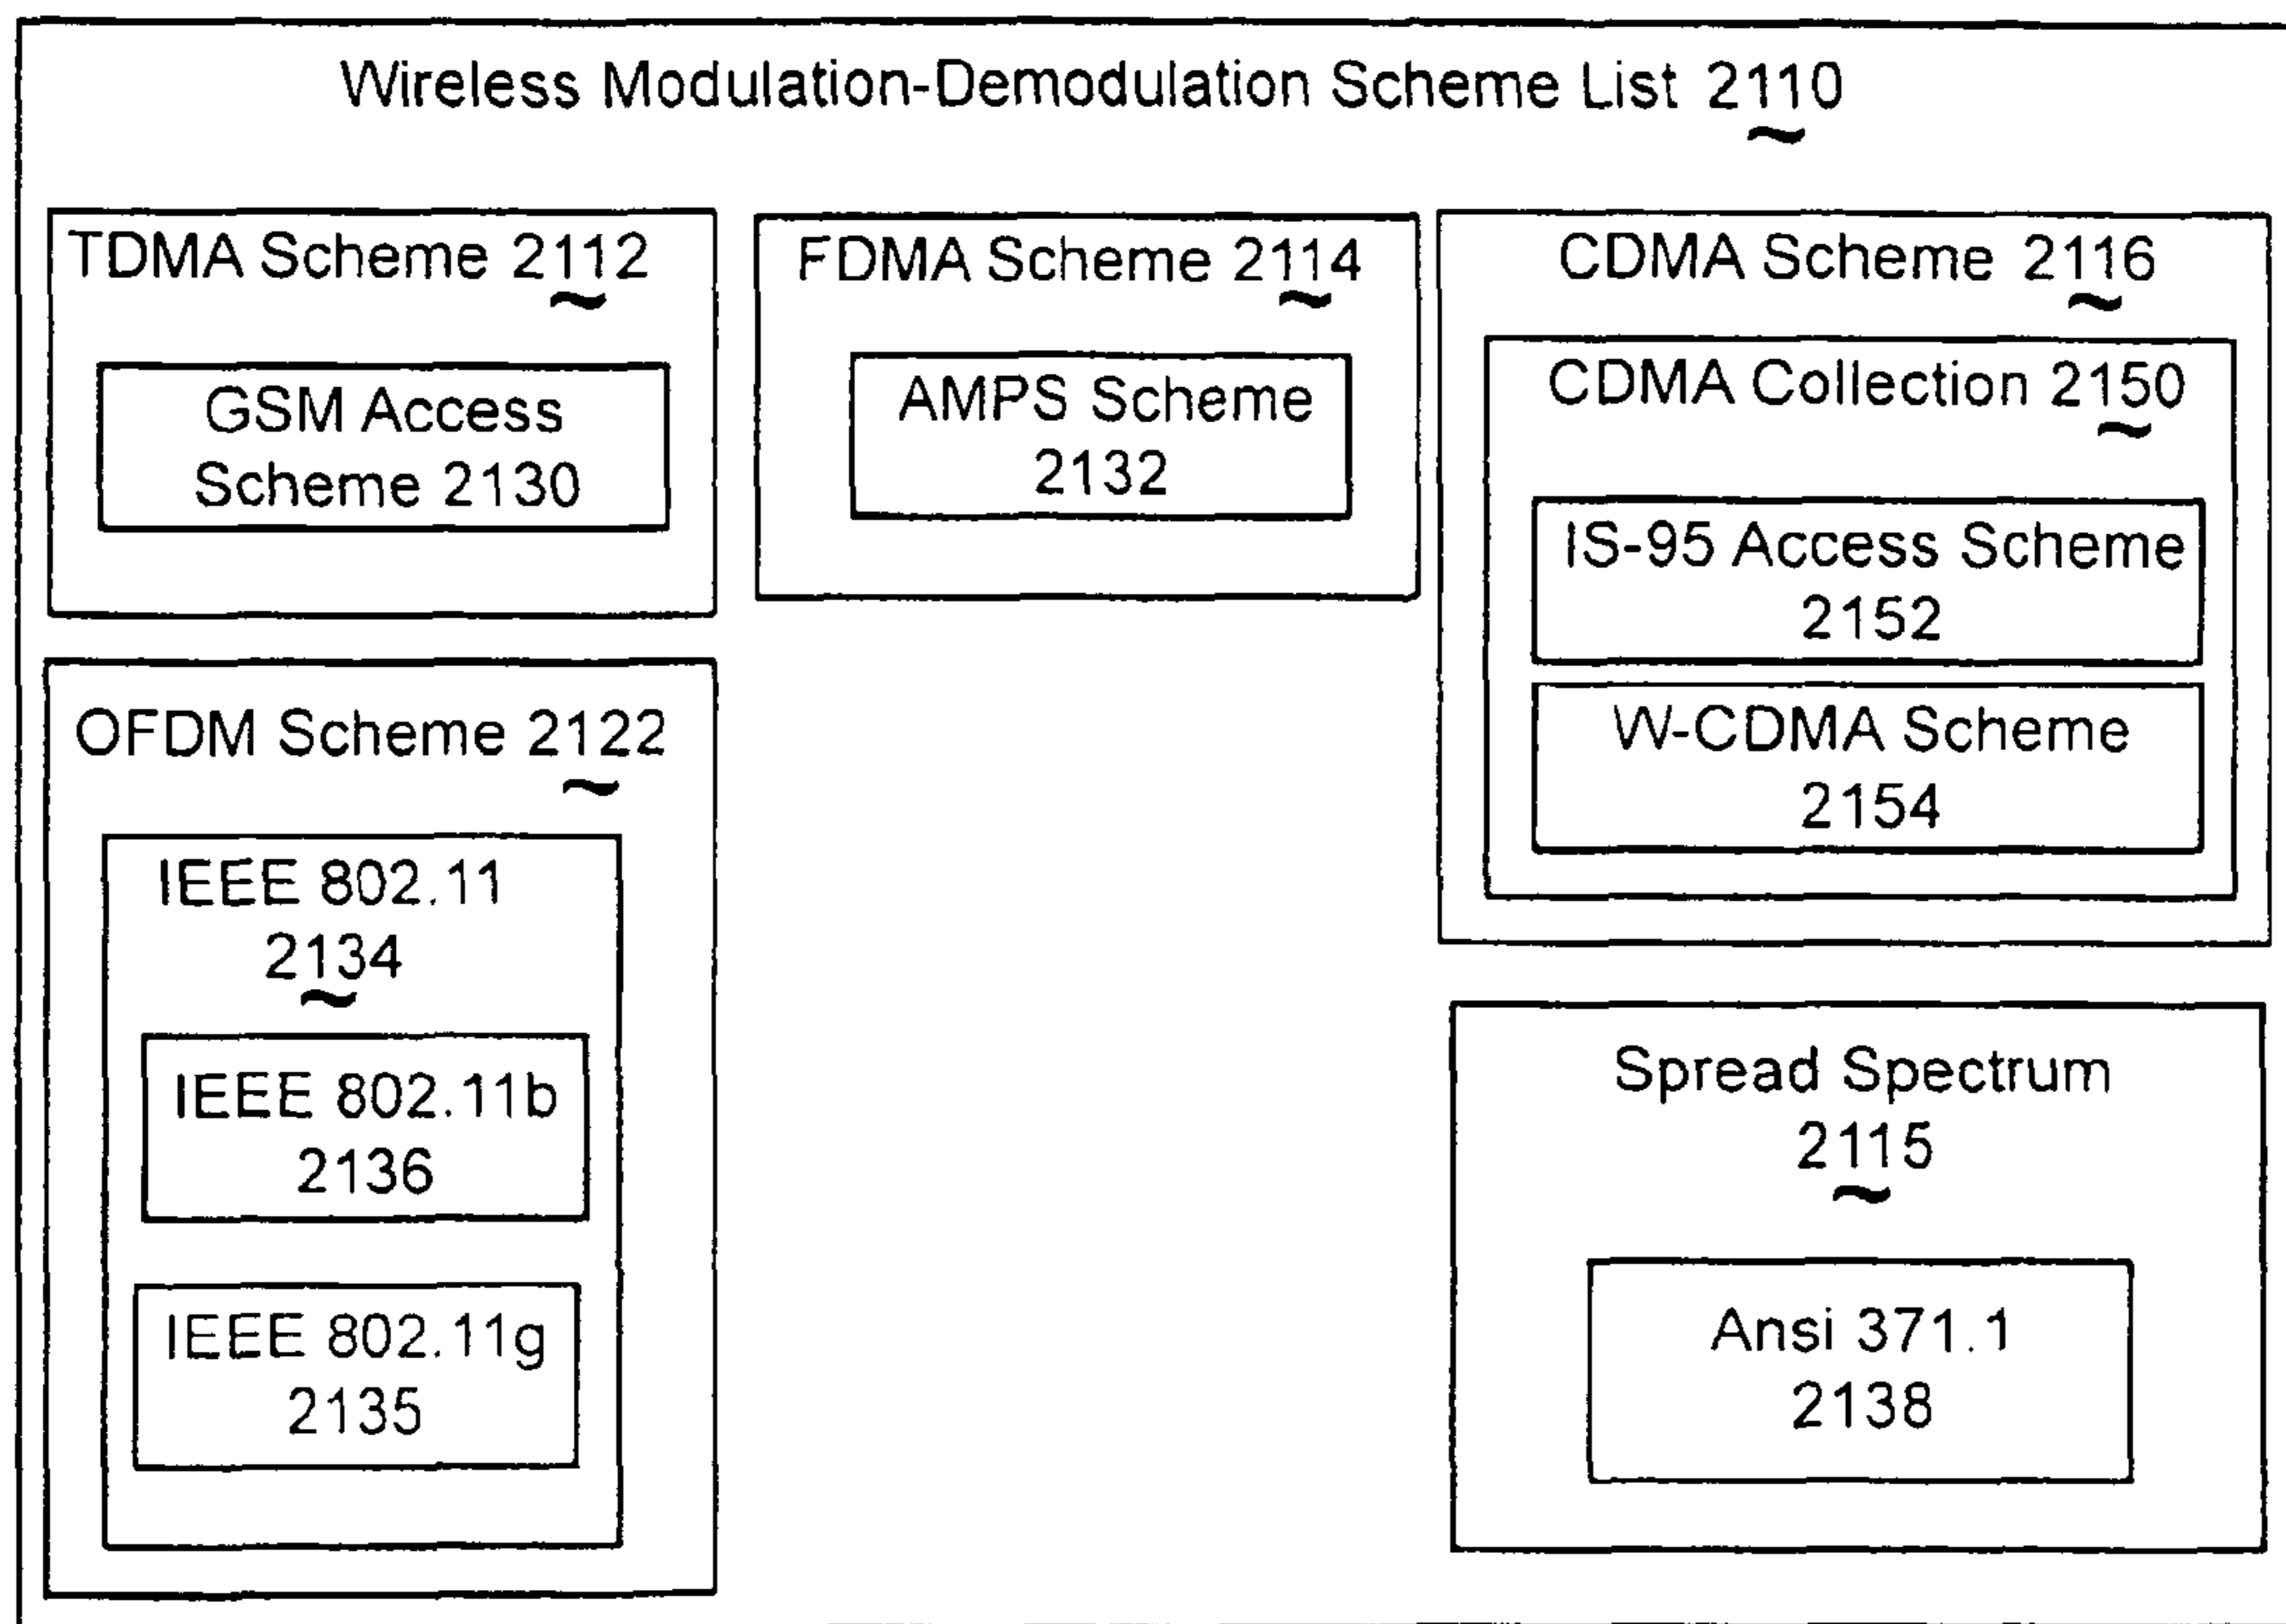 Wireless Modulation-Demodulation Scheme List 2110
TDMA Scheme 2112
GSM Access
Scheme 2130
FDMA Scheme 2114
AMPS Scheme
2132
CDMA Scheme 2116
CDMA Collection 2150
IS-95 Access Scheme
2152
W-CDMA Scheme
2154
OFDM Scheme 2122
IEEE 802.11
2134
IEEE 802.11b
2136
IEEE 802.11g
2135
Spread Spectrum
2115
Ansi 371.1
2138